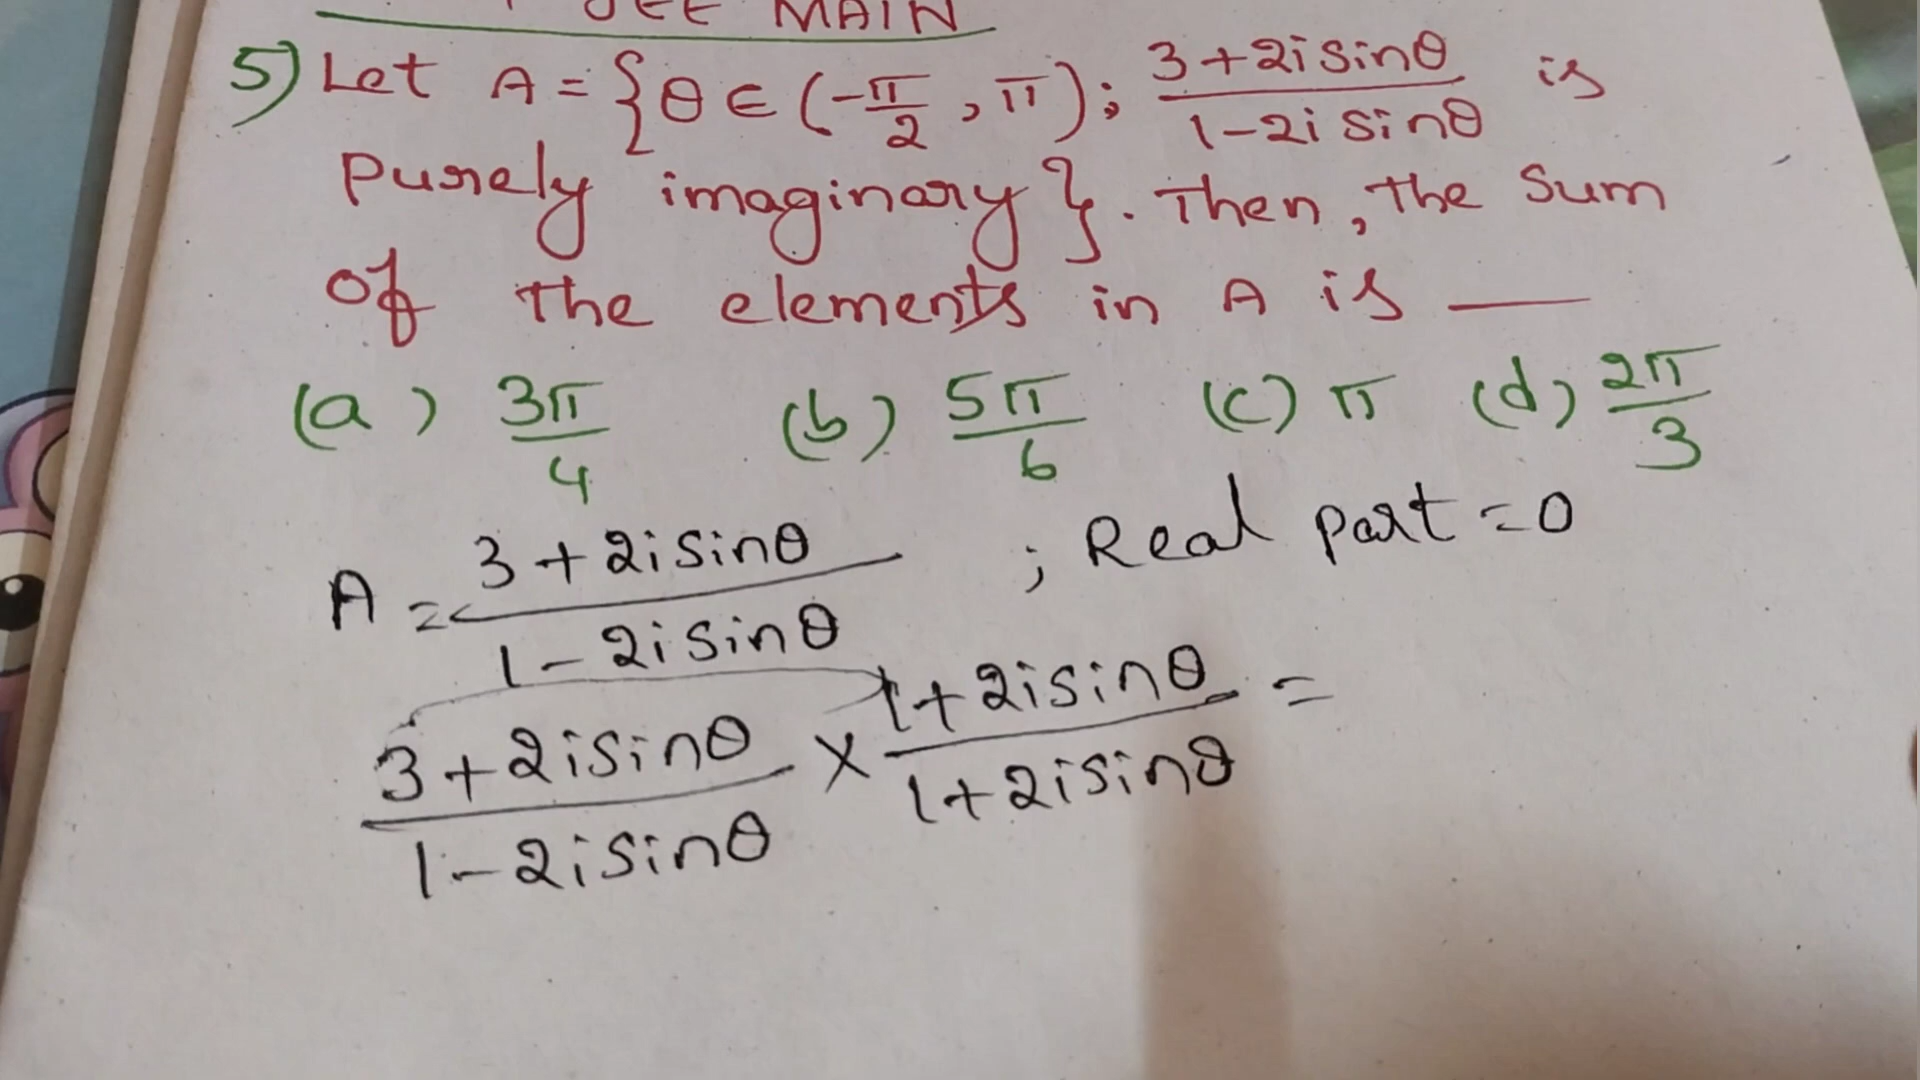 JEE MAIN
5) Let A = {θ ∈ (-π/2, π); (3+2i sinθ)/(1-2i sinθ) is
purely imaginary}. Then, the sum
of the elements in A is ___
(a) 3π/4 (b) 5π/6 (c) π (d) 2π/3
A = (3+2i sinθ)/(1-2i sinθ) ; Real part = 0
(3+2i sinθ)/(1-2i sinθ) × (1+2i sinθ)/(1+2i sinθ) =